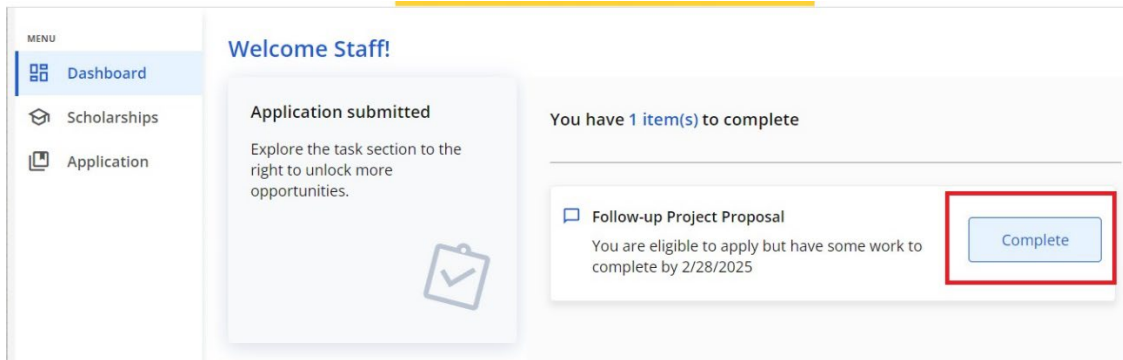 MENU
Dashboard
Scholarships
Application
Welcome Staff!
Application submitted
Explore the task section to the
right to unlock more
opportunities.
You have 1 item(s) to complete
Follow-up Project Proposal
You are eligible to apply but have some work to
complete by 2/28/2025
Complete